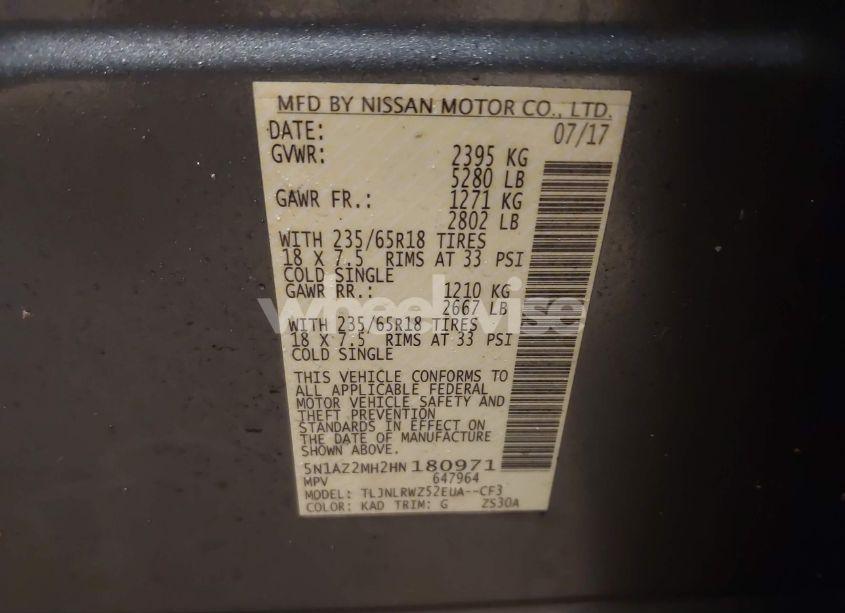 MFD BY NISSAN MOTOR CO., LTD.
DATE: 07/17
GVWR: 2395 KG
5280 LB
GAWR FR.: 1271 KG
2802 LB
WITH 235/65R18 TIRES
18 X 7.5 RIMS AT 33 PSI
COLD SINGLE
GAWR RR.: 1210 KG
2667 LB
wheelwise
WITH 235/65R18 TIRES
18 X 7.5 RIMS AT 33 PSI
COLD SINGLE
THIS VEHICLE CONFORMS TO
ALL APPLICABLE FEDERAL
MOTOR VEHICLE SAFETY AND
THEFT PREVENTION
STANDARDS IN EFFECT ON
THE DATE OF MANUFACTURE
SHOWN ABOVE.
5N1AZ2MH2HN180971
MPV 647964
MODEL: TLJNLRWZ52EUA--CF3
COLOR: KAD TRIM: G ZS30A